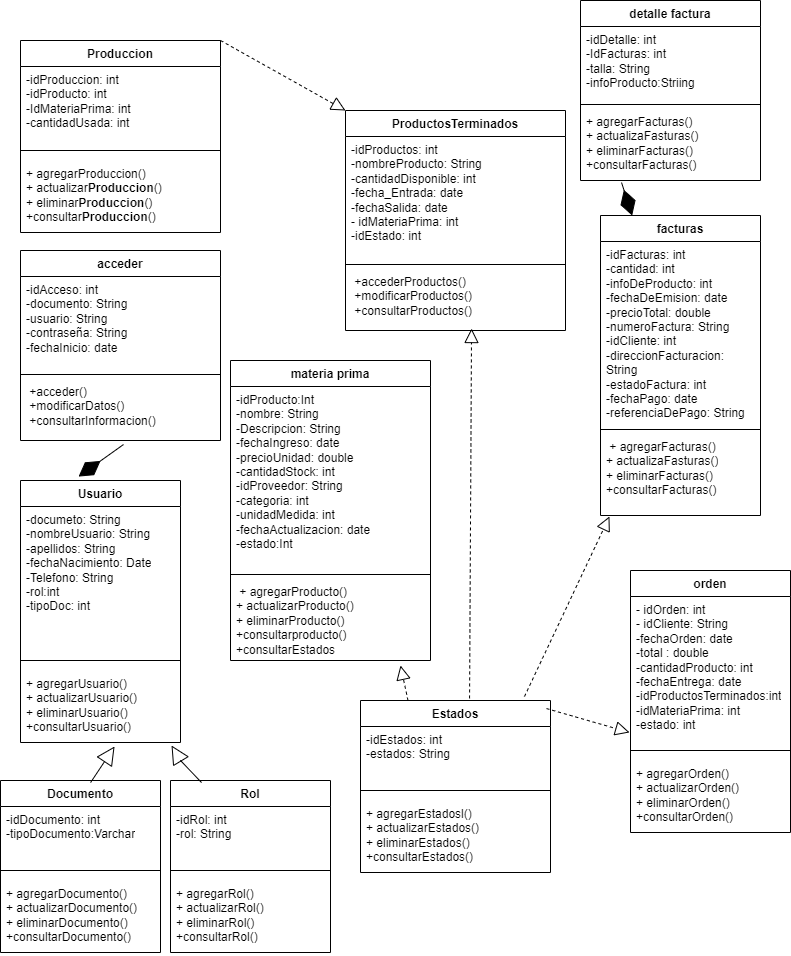 Produccion
-idProduccion: int
-idProducto: int
-IdMateriaPrima: int
-cantidadUsada: int
+ agregarProduccion()
+ actualizarProduccion()
+ eliminarProduccion()
+consultarProduccion()
acceder
-idAcceso: int
-documento: String
-usuario: String
-contraseña: String
-fechaInicio: date
+acceder()
+modificarDatos()
+consultarInformacion()
Usuario
-documeto: String
-nombreUsuario: String
-apellidos: String
-fechaNacimiento: Date
-Telefono: String
-rol:int
-tipoDoc: int
+ agregarUsuario()
+ actualizarUsuario()
+ eliminarUsuario()
+consultarUsuario()
Documento
-idDocumento: int
-tipoDocumento:Varchar
+ agregarDocumento()
+ actualizarDocumento()
+ eliminarDocumento()
+consultarDocumento()
Rol
-idRol: int
-rol: String
+ agregarRol()
+ actualizarRol()
+ eliminarRol()
+consultarRol()
ProductosTerminados
-idProductos: int
-nombreProducto: String
-cantidadDisponible: int
-fecha_Entrada: date
-fechaSalida: date
- idMateriaPrima: int
-idEstado: int
+accederProductos()
+modificarProductos()
+consultarProductos()
materia prima
-idProducto:Int
-nombre: String
-Descripcion: String
-fechaIngreso: date
-precioUnidad: double
-cantidadStock: int
-idProveedor: String
-categoria: int
-unidadMedida: int
-fechaActualizacion: date
-estado:Int
+ agregarProducto()
+ actualizarProducto()
+ eliminarProducto()
+consultarproducto()
+consultarEstados
Estados
-idEstados: int
-estados: String
+ agregarEstadosl()
+ actualizarEstados()
+ eliminarEstados()
+consultarEstados()
detalle factura
-idDetalle: int
-IdFacturas: int
-talla: String
-infoProducto:Striing
+ agregarFacturas()
+ actualizaFasturas()
+ eliminarFacturas()
+consultarFacturas()
facturas
-idFacturas: int
-cantidad: int
-infoDeProducto: int
-fechaDeEmision: date
-precioTotal: double
-numeroFactura: String
-idCliente: int
-direccionFacturacion:
String
-estadoFactura: int
-fechaPago: date
-referenciaDePago: String
+ agregarFacturas()
+ actualizaFasturas()
+ eliminarFacturas()
+consultarFacturas()
orden
- idOrden: int
- idCliente: String
-fechaOrden: date
-total : double
-cantidadProducto: int
-fechaEntrega: date
-idProductosTerminados:int
-idMateriaPrima: int
-estado: int
+ agregarOrden()
+ actualizarOrden()
+ eliminarOrden()
+consultarOrden()